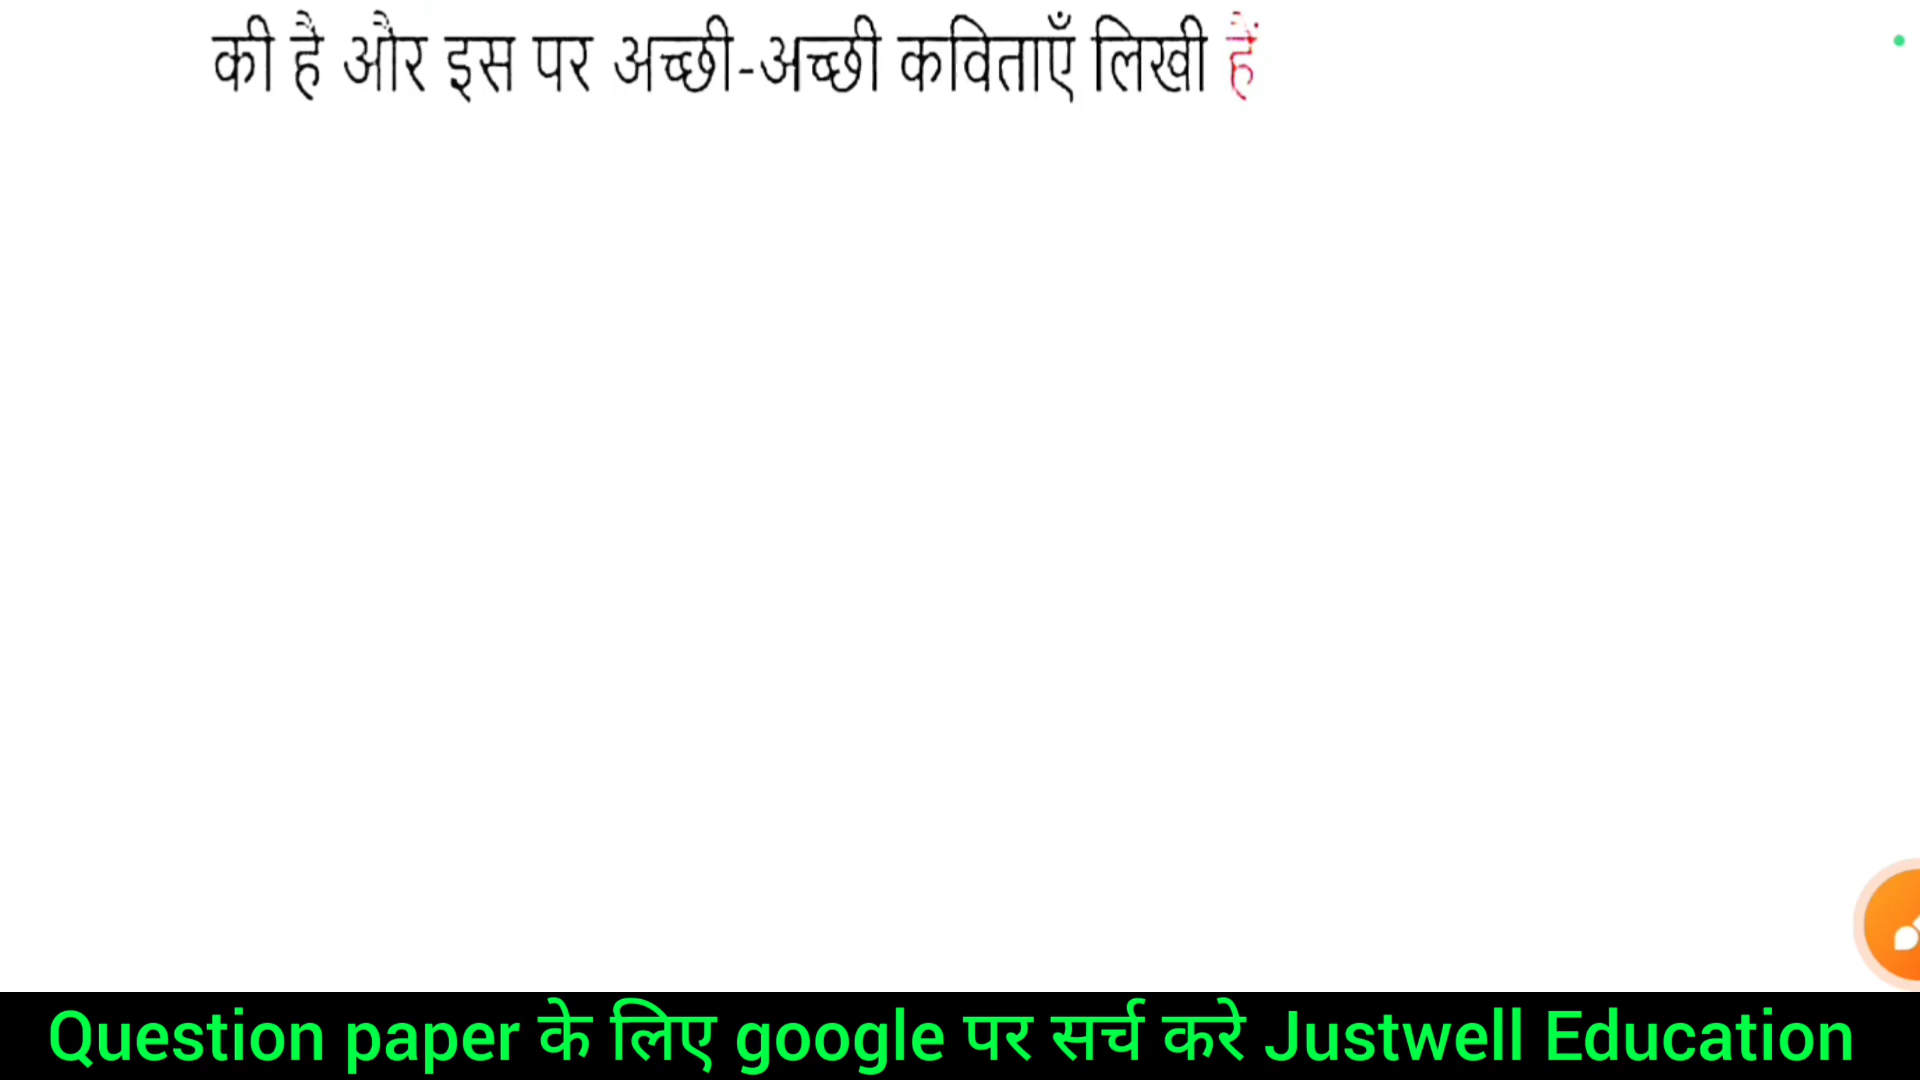 की है और इस पर अच्छी-अच्छी कविताएँ लिखी हैं
Question paper के लिए google पर सर्च करे Justwell Education